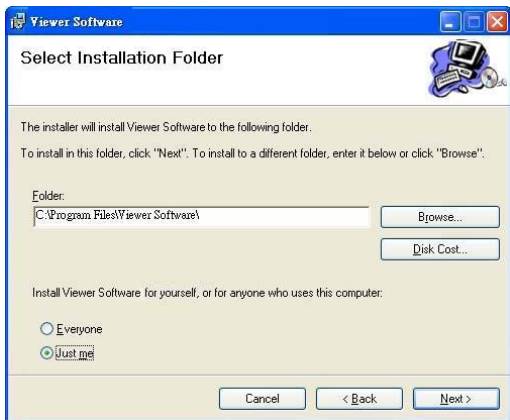 Viewer Software
Select Installation Folder
The installer will install Viewer Software to the following folder.
To install in this folder, click "Next". To install to a different folder, enter it below or click "Browse".
Folder:
C:\Program Files\Viewer Software\
Browse...
Disk Cost...
Install Viewer Software for yourself, or for anyone who uses this computer:
Everyone
Just me
Cancel
< Back
Next >